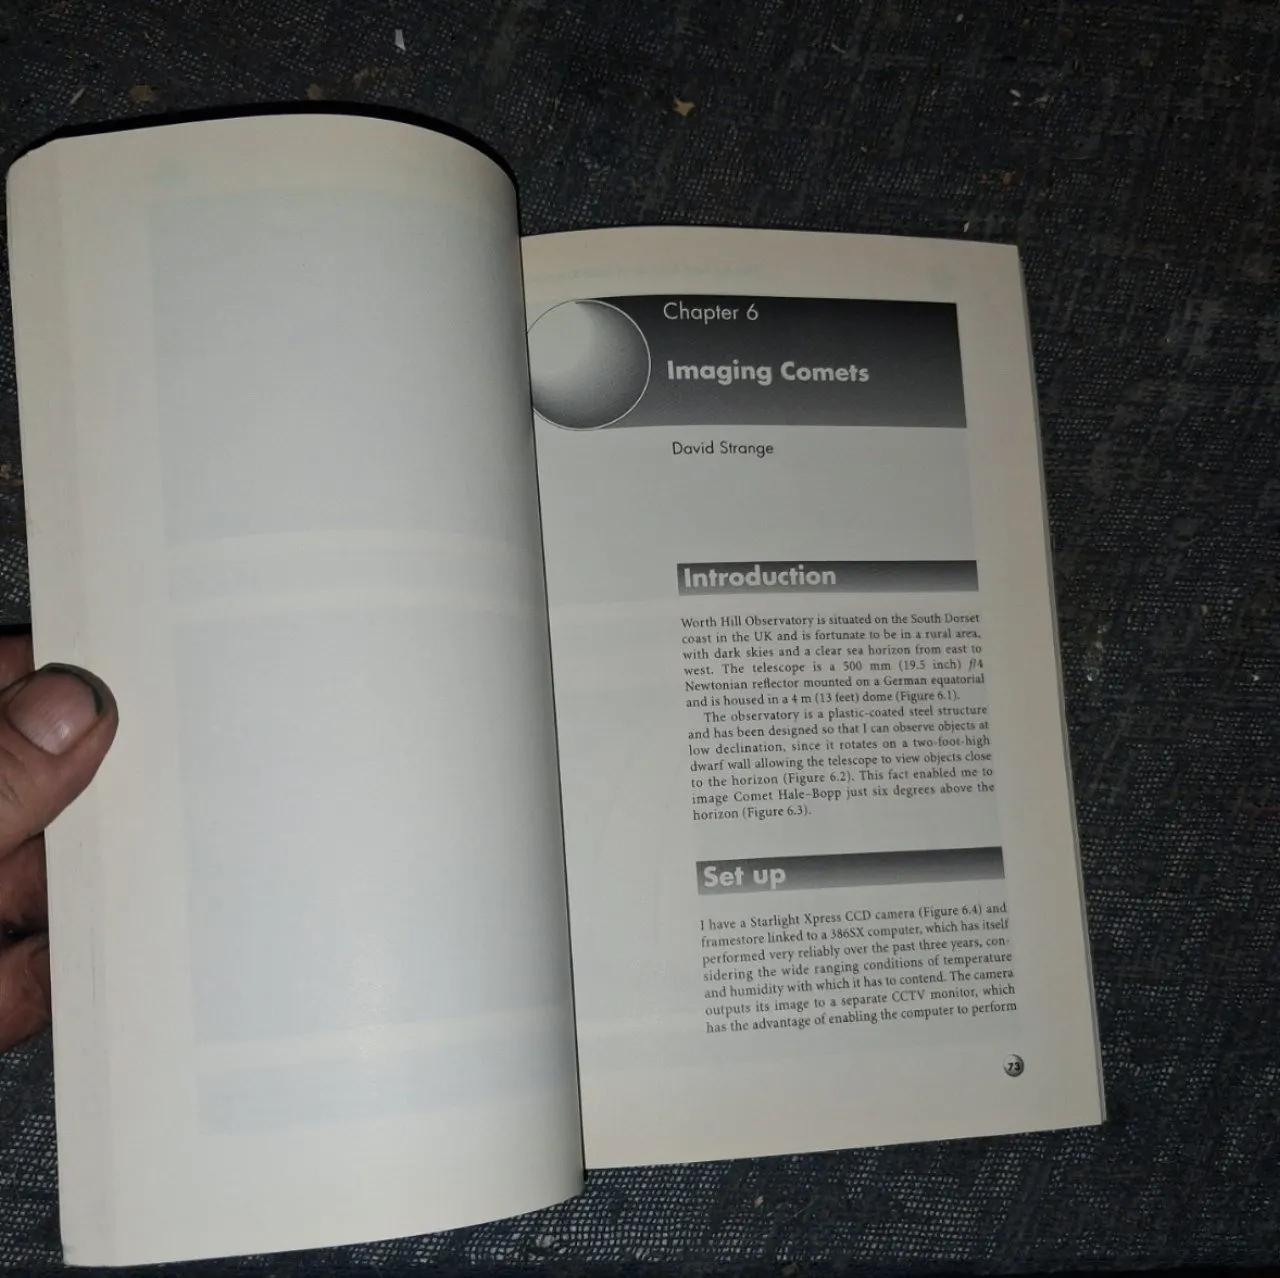 Chapter 6
Imaging Comets
David Strange
Introduction
Worth Hill Observatory is situated on the South Dorset
coast in the UK and is fortunate to be in a rural area,
with dark skies and a clear sea horizon from east to
west. The telescope is a 500 mm (19.5 inch) f/4
Newtonian reflector mounted on a German equatorial
and is housed in a 4 m (13 feet) dome (Figure 6.1).
The observatory is a plastic-coated steel structure
and has been designed so that I can observe objects at
low declination, since it rotates on a two-foot-high
dwarf wall allowing the telescope to view objects close
to the horizon (Figure 6.2). This fact enabled me to
image Comet Hale–Bopp just six degrees above the
horizon (Figure 6.3).
Set up
I have a Starlight Xpress CCD camera (Figure 6.4) and
framestore linked to a 386SX computer, which has itself
performed very reliably over the past three years, con-
sidering the wide ranging conditions of temperature
and humidity with which it has to contend. The camera
outputs its image to a separate CCTV monitor, which
has the advantage of enabling the computer to perform
73